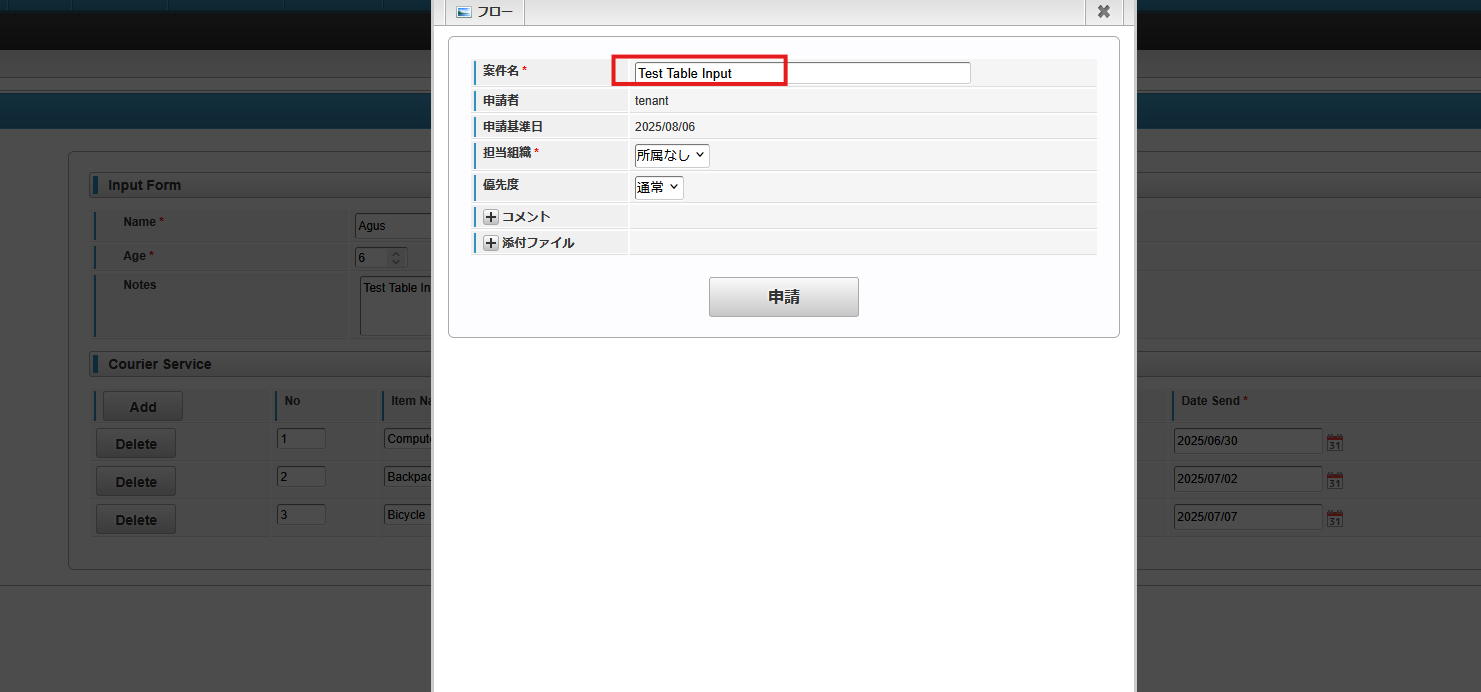 フロー
案件名 *
Test Table Input
申請者
tenant
申請基準日
2025/08/06
担当組織 *
所属なし
優先度
通常
コメント
添付ファイル
申請
Input Form
Name *
Agus
Age *
6
Notes
Test Table In
Courier Service
Add
No
Item Na
Date Send *
Delete
1
Compute
2025/06/30
31
Delete
2
Backpac
2025/07/02
31
Delete
3
Bicycle
2025/07/07
31